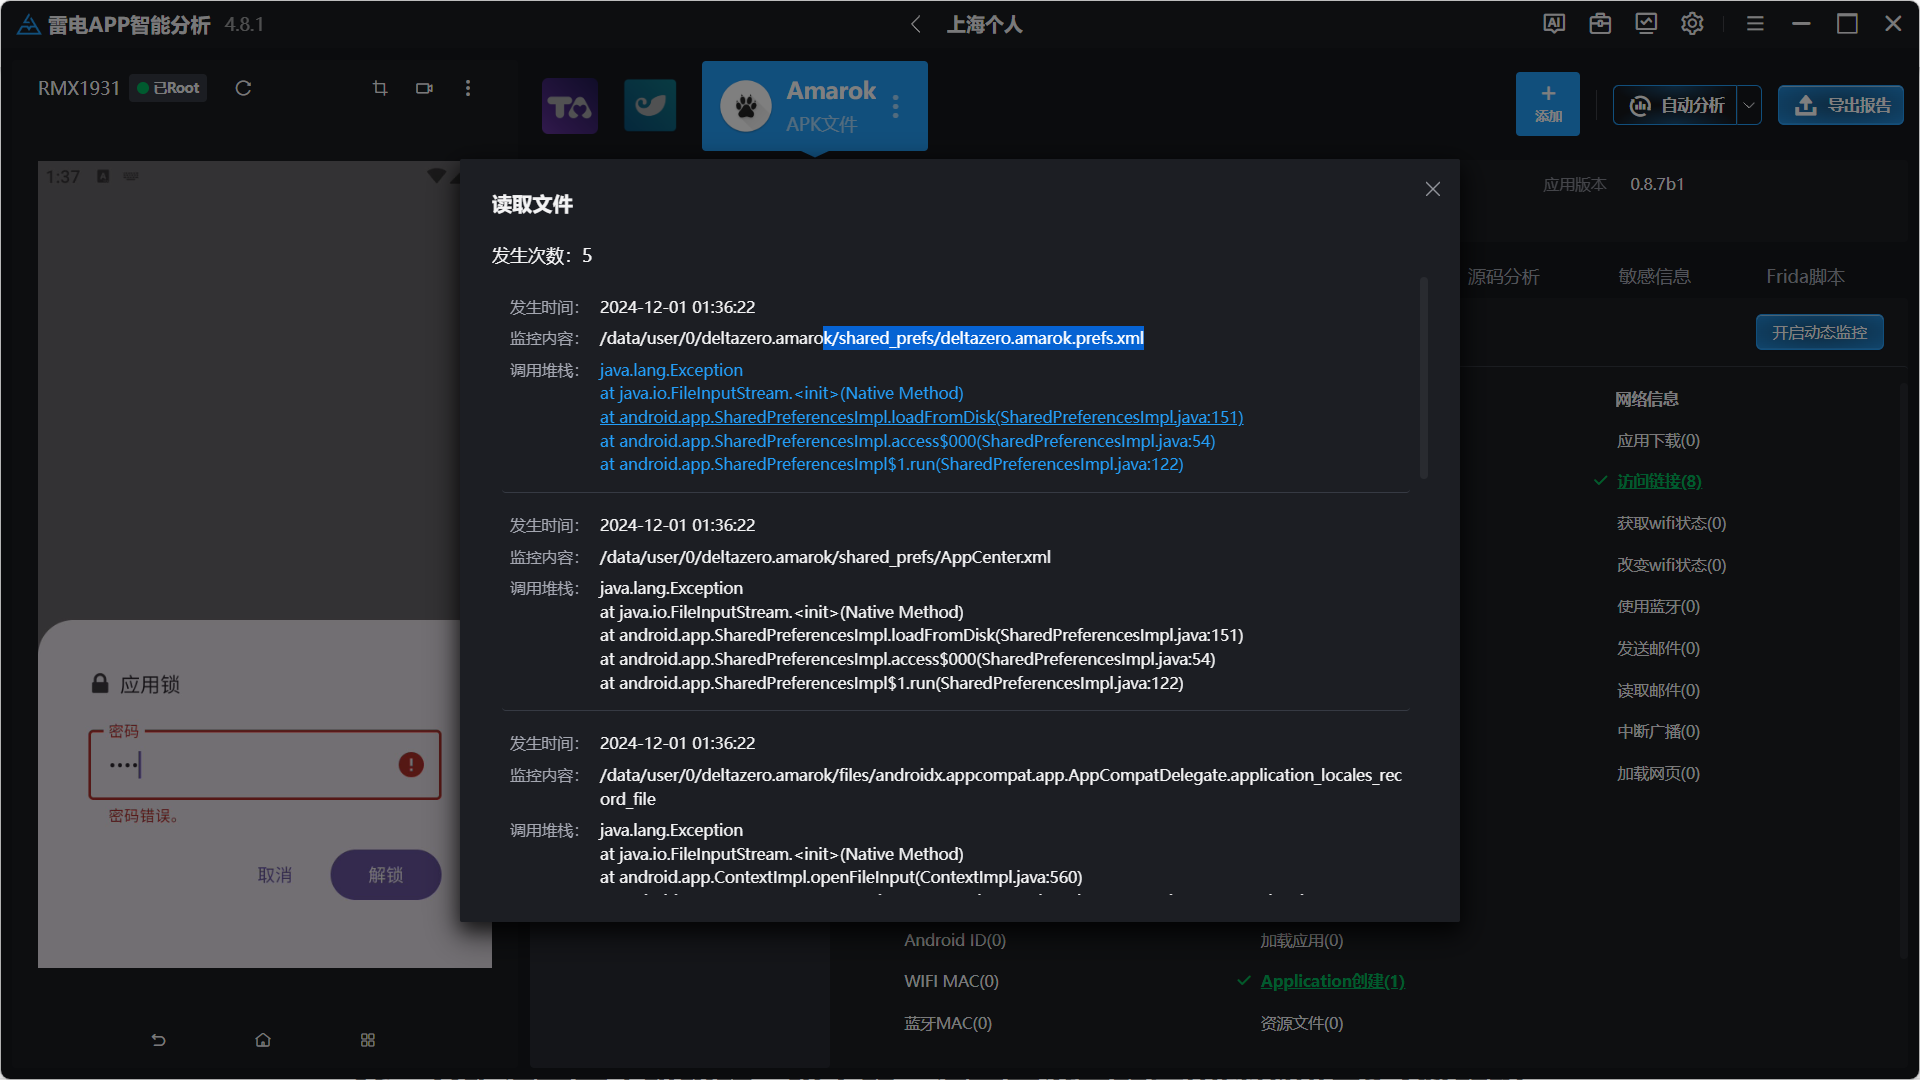 雷电APP智能分析 4.8.1
上海个人
AI
RMX1931 已Root
TA
Amarok
APK文件
添加
自动分析
导出报告
1:37 A
应用版本 0.8.7b1
源码分析 敏感信息 Frida脚本
开启动态监控
读取文件
发生次数：5
发生时间： 2024-12-01 01:36:22
监控内容： /data/user/0/deltazero.amarok/shared_prefs/deltazero.amarok.prefs.xml
调用堆栈： java.lang.Exception
at java.io.FileInputStream.<init>(Native Method)
at android.app.SharedPreferencesImpl.loadFromDisk(SharedPreferencesImpl.java:151)
at android.app.SharedPreferencesImpl.access$000(SharedPreferencesImpl.java:54)
at android.app.SharedPreferencesImpl$1.run(SharedPreferencesImpl.java:122)
发生时间： 2024-12-01 01:36:22
监控内容： /data/user/0/deltazero.amarok/shared_prefs/AppCenter.xml
调用堆栈： java.lang.Exception
at java.io.FileInputStream.<init>(Native Method)
at android.app.SharedPreferencesImpl.loadFromDisk(SharedPreferencesImpl.java:151)
at android.app.SharedPreferencesImpl.access$000(SharedPreferencesImpl.java:54)
at android.app.SharedPreferencesImpl$1.run(SharedPreferencesImpl.java:122)
发生时间： 2024-12-01 01:36:22
监控内容： /data/user/0/deltazero.amarok/files/androidx.appcompat.app.AppCompatDelegate.application_locales_rec
ord_file
调用堆栈： java.lang.Exception
at java.io.FileInputStream.<init>(Native Method)
at android.app.ContextImpl.openFileInput(ContextImpl.java:560)
网络信息
应用下载(0)
访问链接(8)
获取wifi状态(0)
改变wifi状态(0)
使用蓝牙(0)
发送邮件(0)
读取邮件(0)
中断广播(0)
加载网页(0)
应用锁
密码
••••
密码错误。
取消 解锁
Android ID(0) 加载应用(0)
WIFI MAC(0) Application创建(1)
蓝牙MAC(0) 资源文件(0)